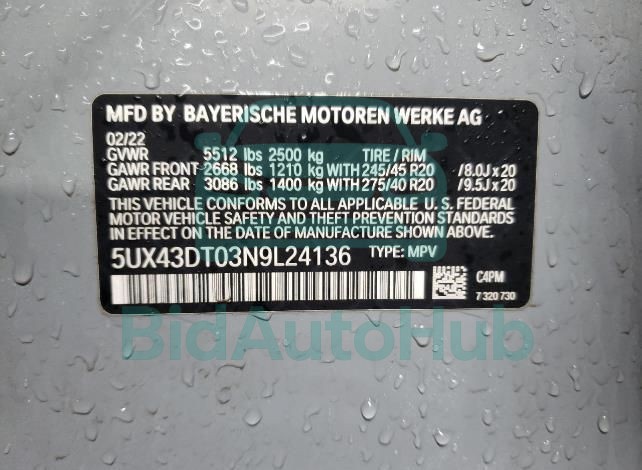 MFD BY BAYERISCHE MOTOREN WERKE AG
02/22
GVWR 5512 lbs 2500 kg TIRE / RIM
GAWR FRONT 2668 lbs 1210 kg WITH 245/45 R20 /8.0J x 20
GAWR REAR 3086 lbs 1400 kg WITH 275/40 R20 /9.5J x 20
THIS VEHICLE CONFORMS TO ALL APPLICABLE U. S. FEDERAL
MOTOR VEHICLE SAFETY AND THEFT PREVENTION STANDARDS
IN EFFECT ON THE DATE OF MANUFACTURE SHOWN ABOVE.
5UX43DT03N9L24136 TYPE: MPV
C4PM
7 320 730
BidAutoHub